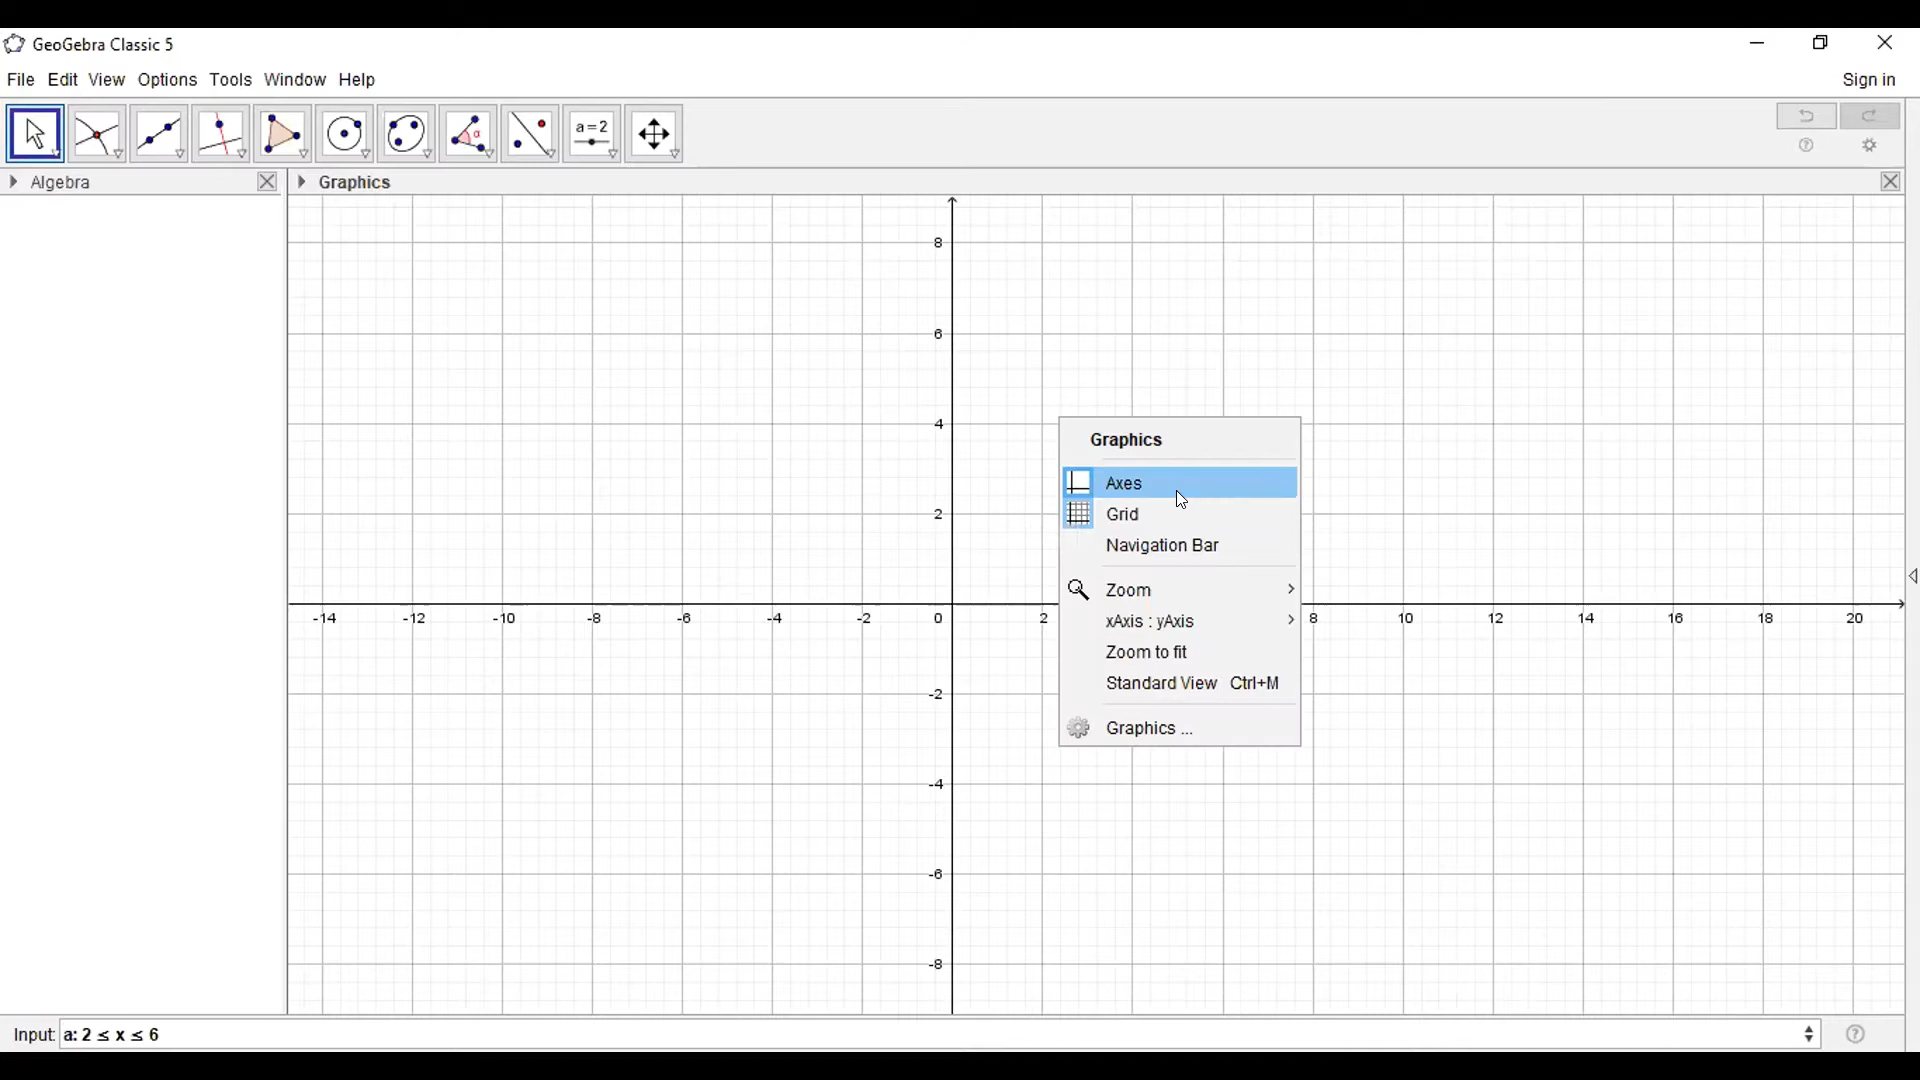 GeoGebra Classic 5
File Edit View Options Tools Window Help Sign in
α
a=2
Algebra
Graphics
8
6
4
2
-14 -12 -10 -8 -6 -4 -2 0 2 8 10 12 14 16 18 20
-2
-4
-6
-8
Graphics
Axes
Grid
Navigation Bar
Zoom
xAxis : yAxis
Zoom to fit
Standard View Ctrl+M
Graphics ...
Input: a: 2 ≤ x ≤ 6